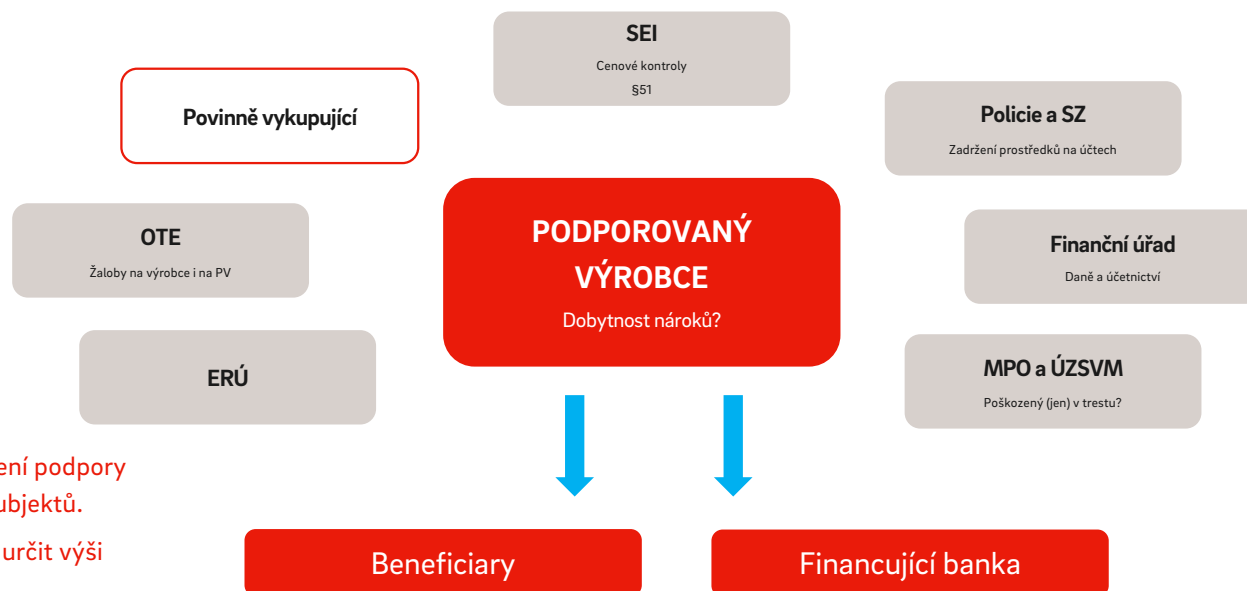 SEI
Cenové kontroly
§51
Povinně vykupující
Policie a SZ
Zadržení prostředků na účtech
PODPOROVANÝ
VÝROBCE
Dobytnost nároků?
OTE
Žaloby na výrobce i na PV
Finanční úřad
Daně a účetnictví
ERÚ
MPO a ÚZSVM
Poškozený (jen) v trestu?
ení podpory
ubjektů.
určit výši
Beneficiary
Financující banka